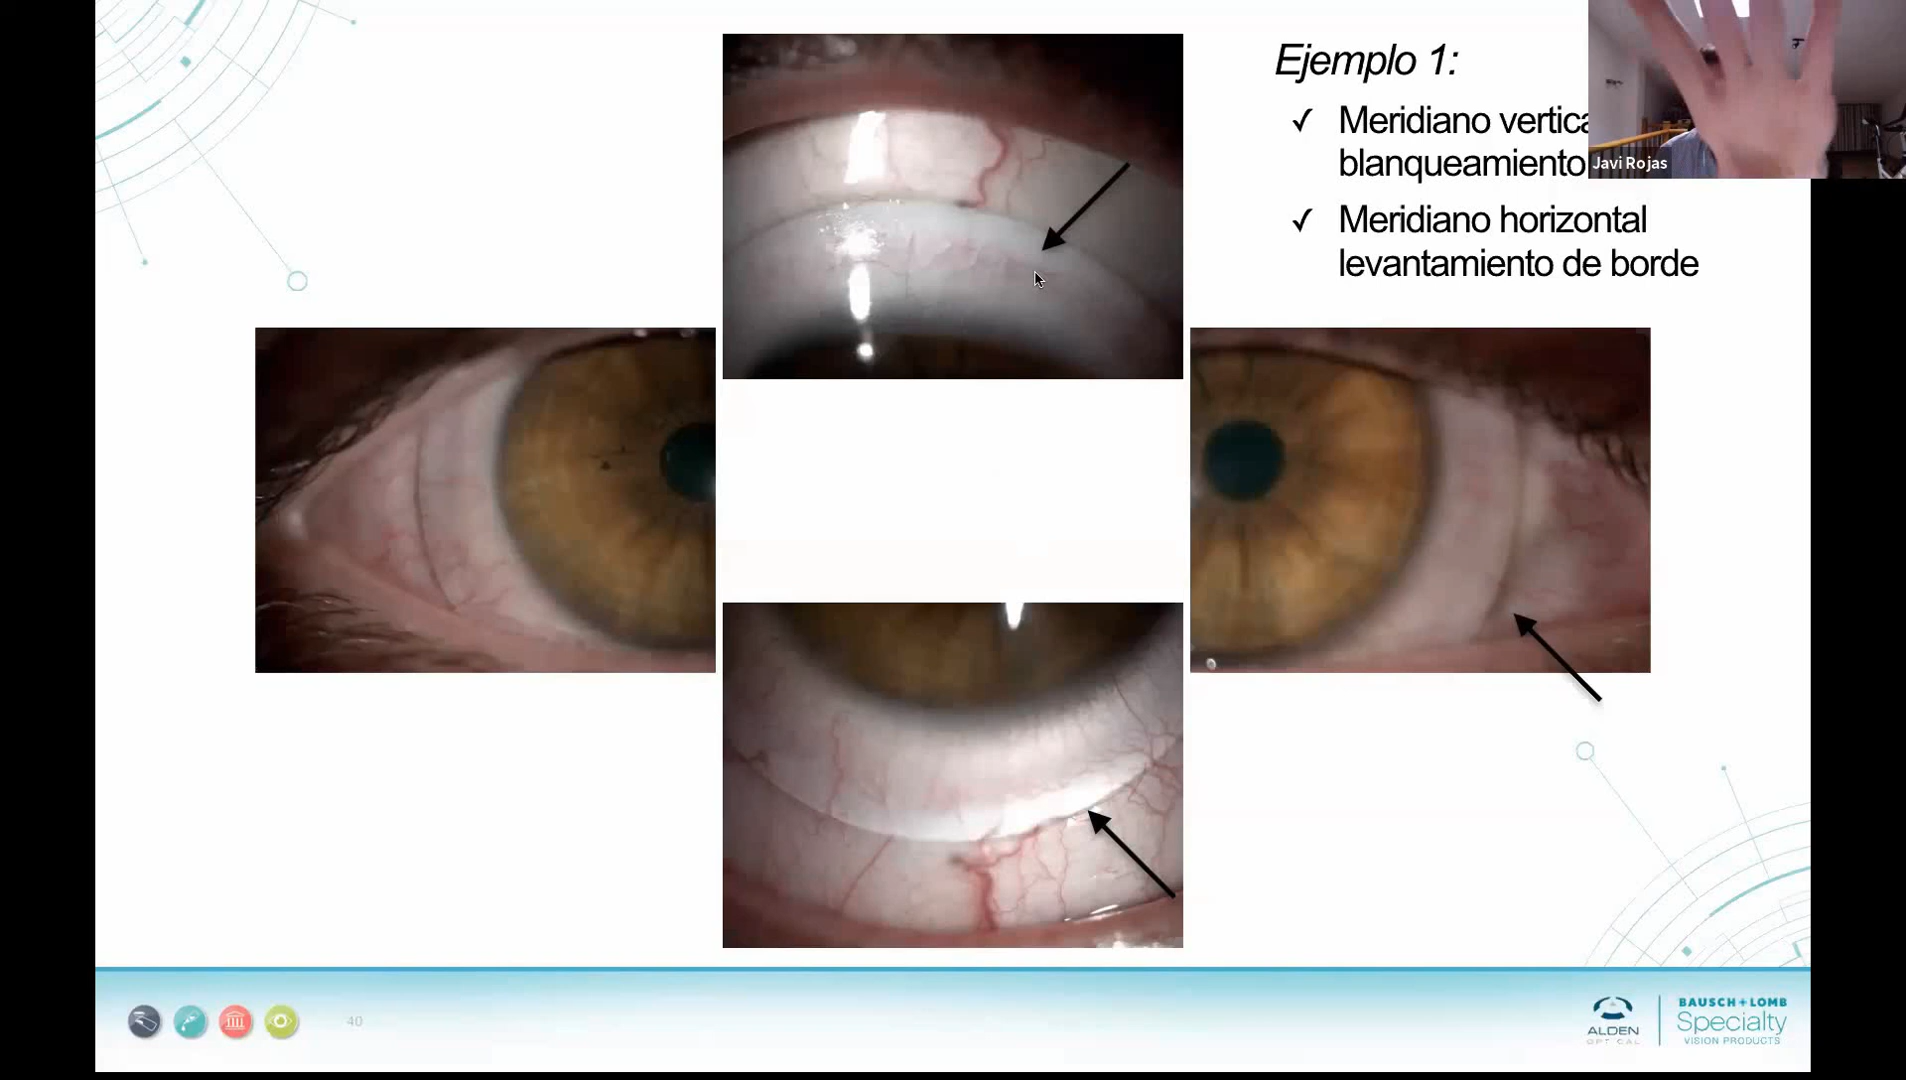 Ejemplo 1:
✓ Meridiano vertica
blanqueamiento
Javi Rojas
✓ Meridiano horizontal
levantamiento de borde
40
ALDEN
OPTICAL
BAUSCH + LOMB
Specialty
VISION PRODUCTS